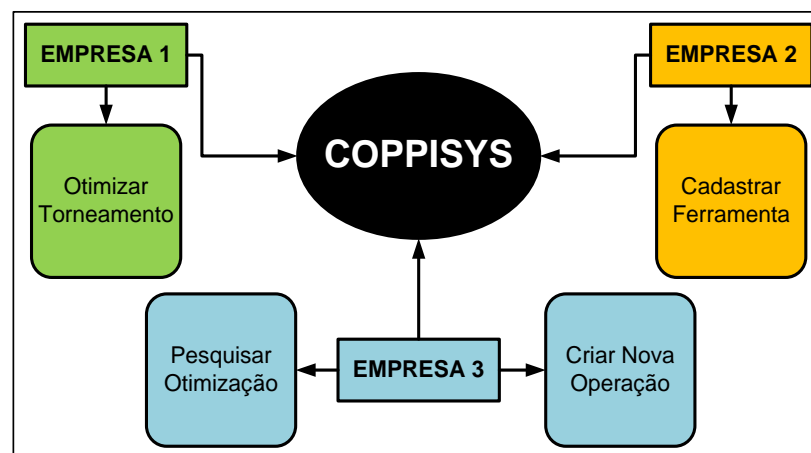 EMPRESA 1
EMPRESA 2
COPPISYS
Otimizar
Torneamento
Cadastrar
Ferramenta
Pesquisar
Otimização
EMPRESA 3
Criar Nova
Operação